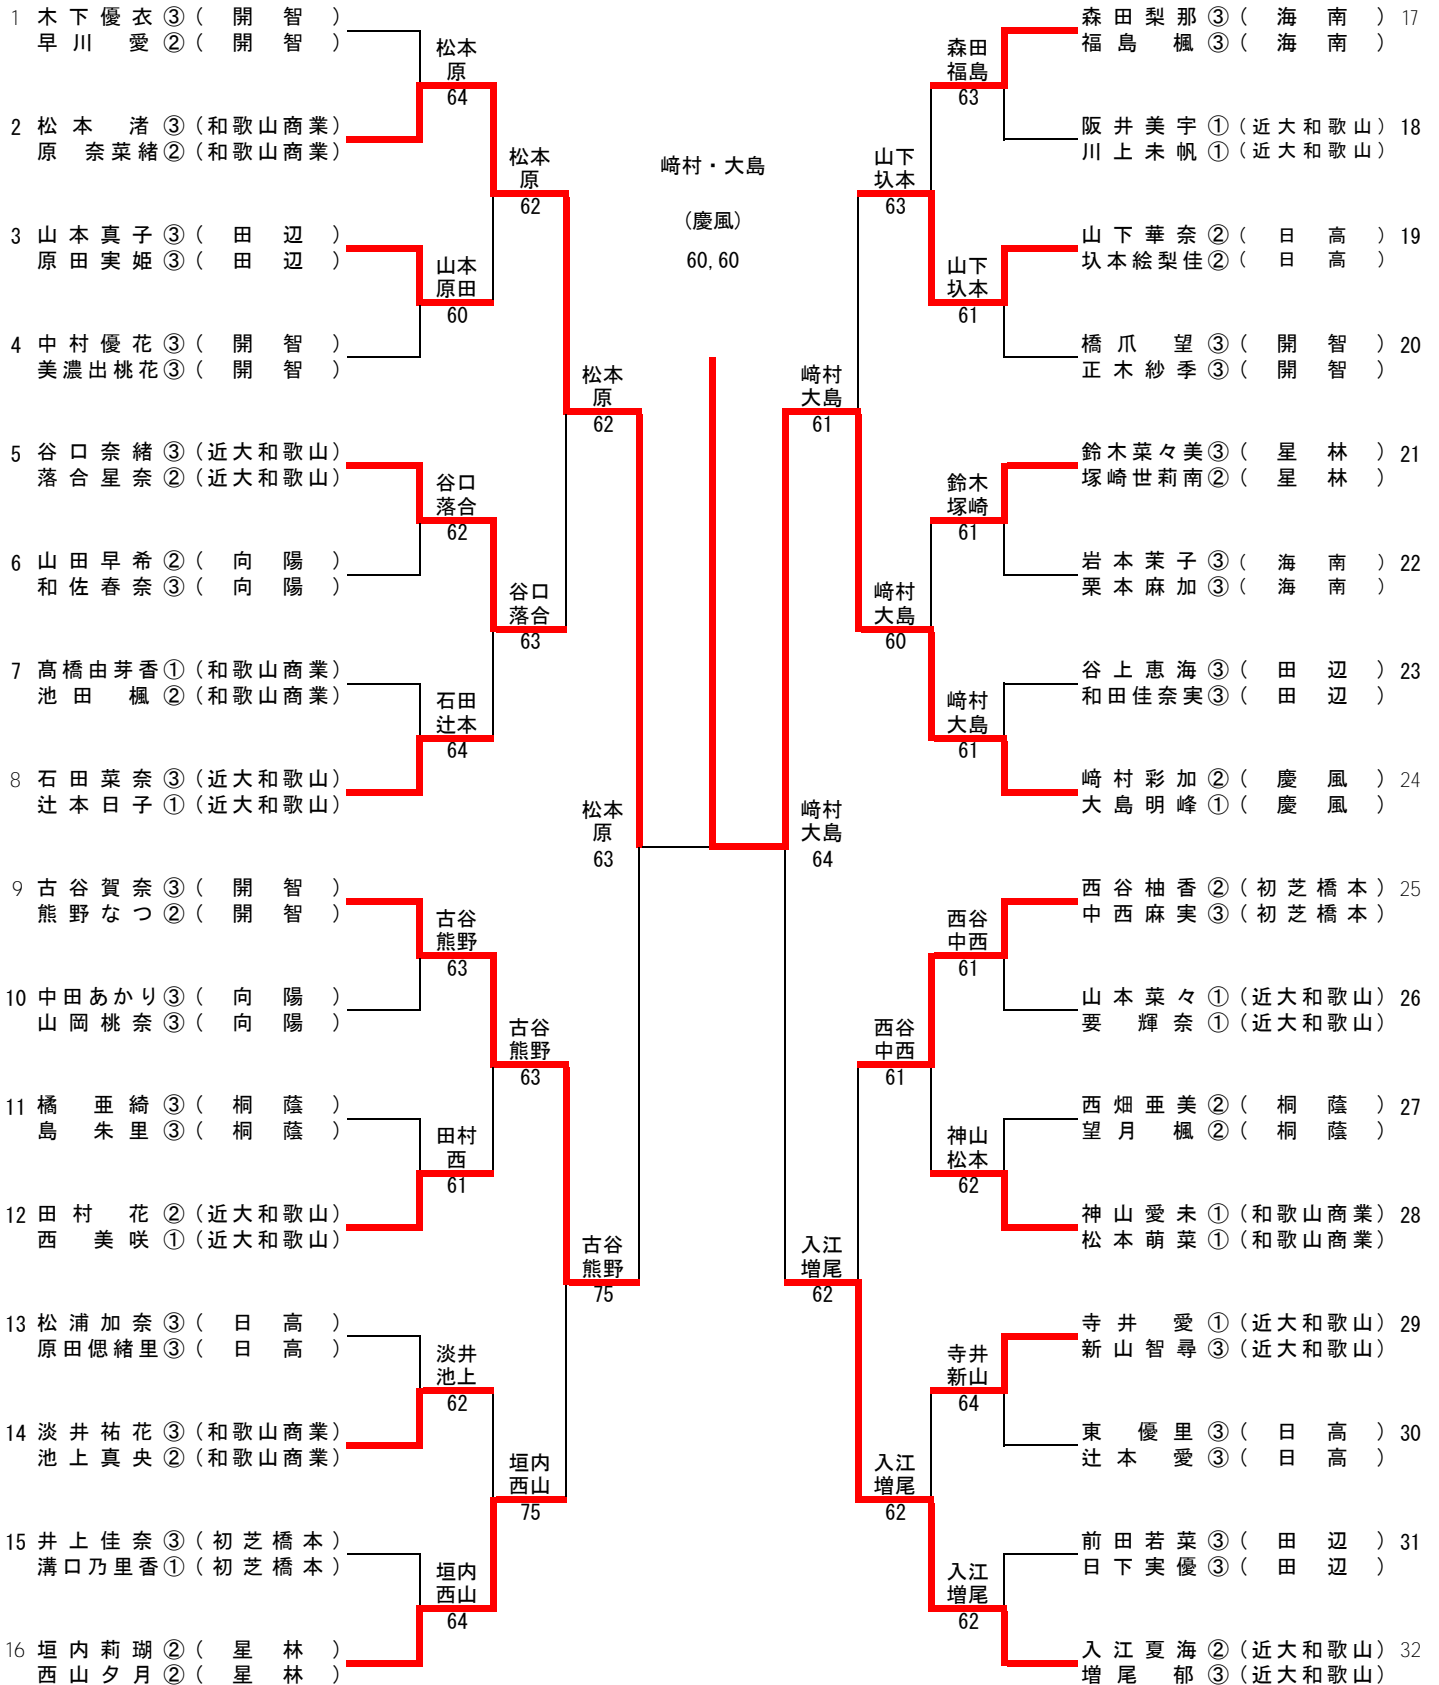 1 木下優衣③(開智)
早川愛②(開智)
2 松本渚③(和歌山商業)
原奈菜緒②(和歌山商業)
3 山本真子③(田辺)
原田実姫③(田辺)
4 中村優花③(開智)
美濃出桃花③(開智)
5 谷口奈緒③(近大和歌山)
落合星奈②(近大和歌山)
6 山田早希②(向陽)
和佐春奈③(向陽)
7 髙橋由芽香①(和歌山商業)
池田楓②(和歌山商業)
8 石田菜奈③(近大和歌山)
辻本日子①(近大和歌山)
9 古谷賀奈③(開智)
熊野なつ②(開智)
10 中田あかり③(向陽)
山岡桃奈③(向陽)
11 橘亜綺③(桐蔭)
島朱里③(桐蔭)
12 田村花②(近大和歌山)
西美咲①(近大和歌山)
13 松浦加奈③(日高)
原田偲緒里③(日高)
14 淡井祐花③(和歌山商業)
池上真央②(和歌山商業)
15 井上佳奈③(初芝橋本)
溝口乃里香①(初芝橋本)
16 垣内莉瑚②(星林)
西山夕月②(星林)
松本
原
64
山本
原田
60
谷口
落合
62
石田
辻本
64
古谷
熊野
63
田村
西
61
淡井
池上
62
垣内
西山
64
松本
原
62
谷口
落合
63
古谷
熊野
63
垣内
西山
75
松本
原
62
古谷
熊野
75
松本
原
63
﨑村・大島
(慶風)
60,60
﨑村
大島
64
﨑村
大島
61
入江
増尾
62
山下
圦本
63
﨑村
大島
60
西谷
中西
61
入江
増尾
62
森田
福島
63
山下
圦本
61
鈴木
塚崎
61
﨑村
大島
61
西谷
中西
61
神山
松本
62
寺井
新山
64
入江
増尾
62
森田梨那③(海南) 17
福島楓③(海南)
阪井美宇①(近大和歌山) 18
川上未帆①(近大和歌山)
山下華奈②(日高) 19
圦本絵梨佳②(日高)
橋爪望③(開智) 20
正木紗季③(開智)
鈴木菜々美③(星林) 21
塚崎世莉南②(星林)
岩本茉子③(海南) 22
栗本麻加③(海南)
谷上恵海③(田辺) 23
和田佳奈実③(田辺)
﨑村彩加②(慶風) 24
大島明峰①(慶風)
西谷柚香②(初芝橋本) 25
中西麻実③(初芝橋本)
山本菜々①(近大和歌山) 26
要輝奈①(近大和歌山)
西畑亜美②(桐蔭) 27
望月楓②(桐蔭)
神山愛未①(和歌山商業) 28
松本萌菜①(和歌山商業)
寺井愛①(近大和歌山) 29
新山智尋③(近大和歌山)
東優里③(日高) 30
辻本愛③(日高)
前田若菜③(田辺) 31
日下実優③(田辺)
入江夏海②(近大和歌山) 32
増尾郁③(近大和歌山)